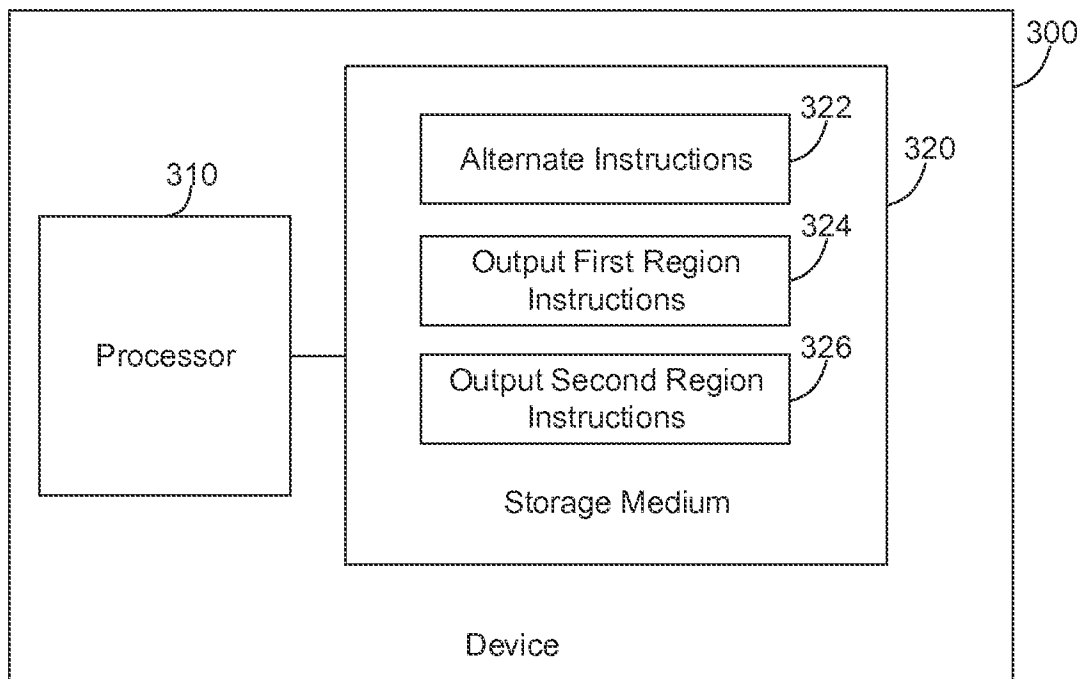 300
322
Alternate Instructions
320
310
324
Output First Region
Instructions
Processor
326
Output Second Region
Instructions
Storage Medium
Device